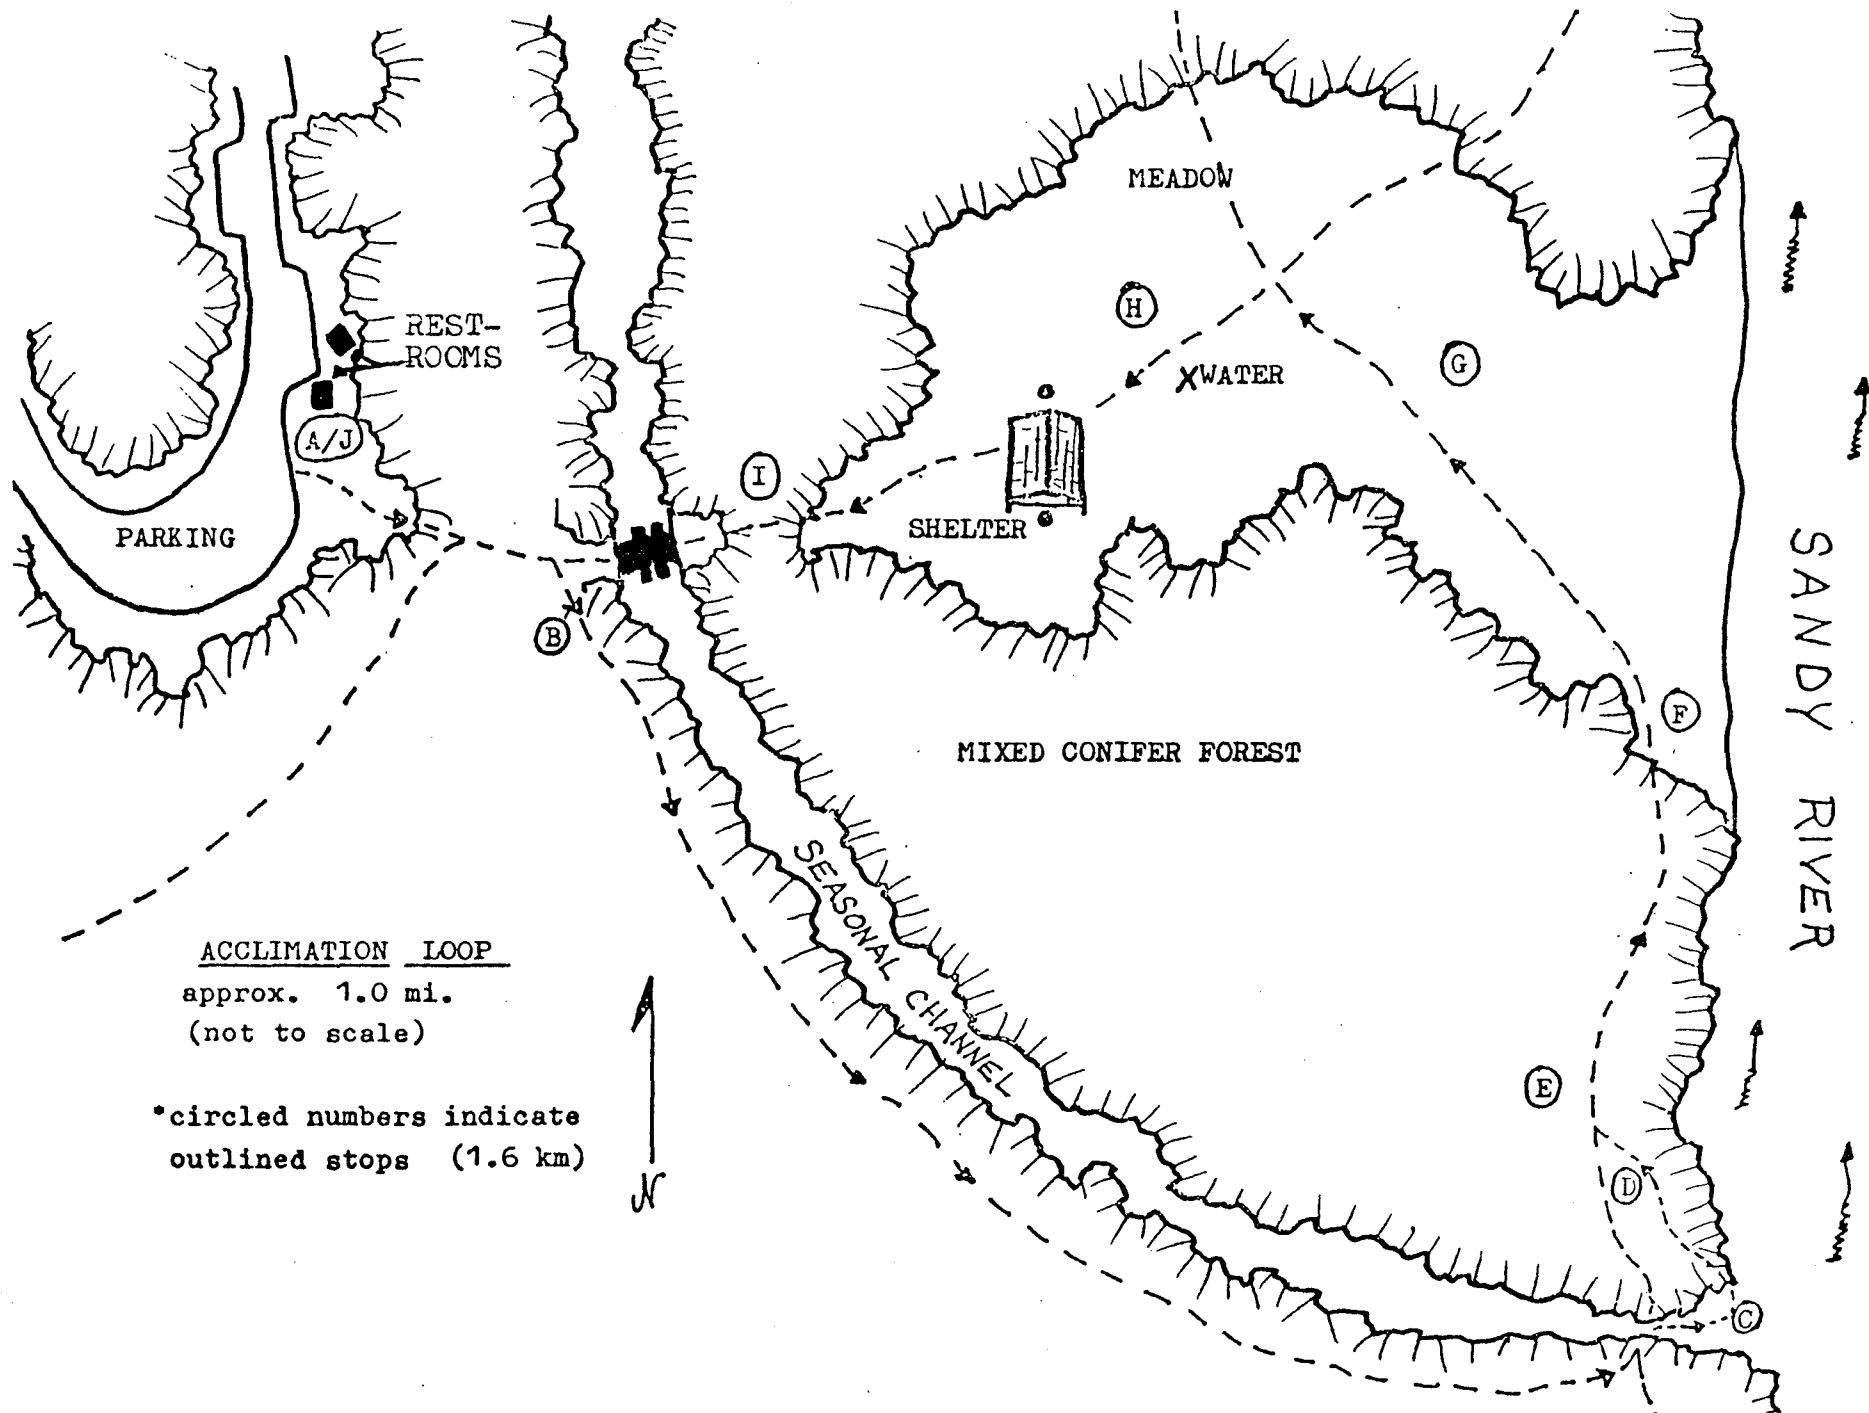 MEADOW
REST-
ROOMS
H
G
XWATER
A/J
I
PARKING
SHELTER
B
SANDY RIVER
F
MIXED CONIFER FOREST
SEASONAL CHANNEL
ACCLIMATION LOOP
approx. 1.0 mi.
(not to scale)
*circled numbers indicate
outlined stops (1.6 km)
N
E
D
C